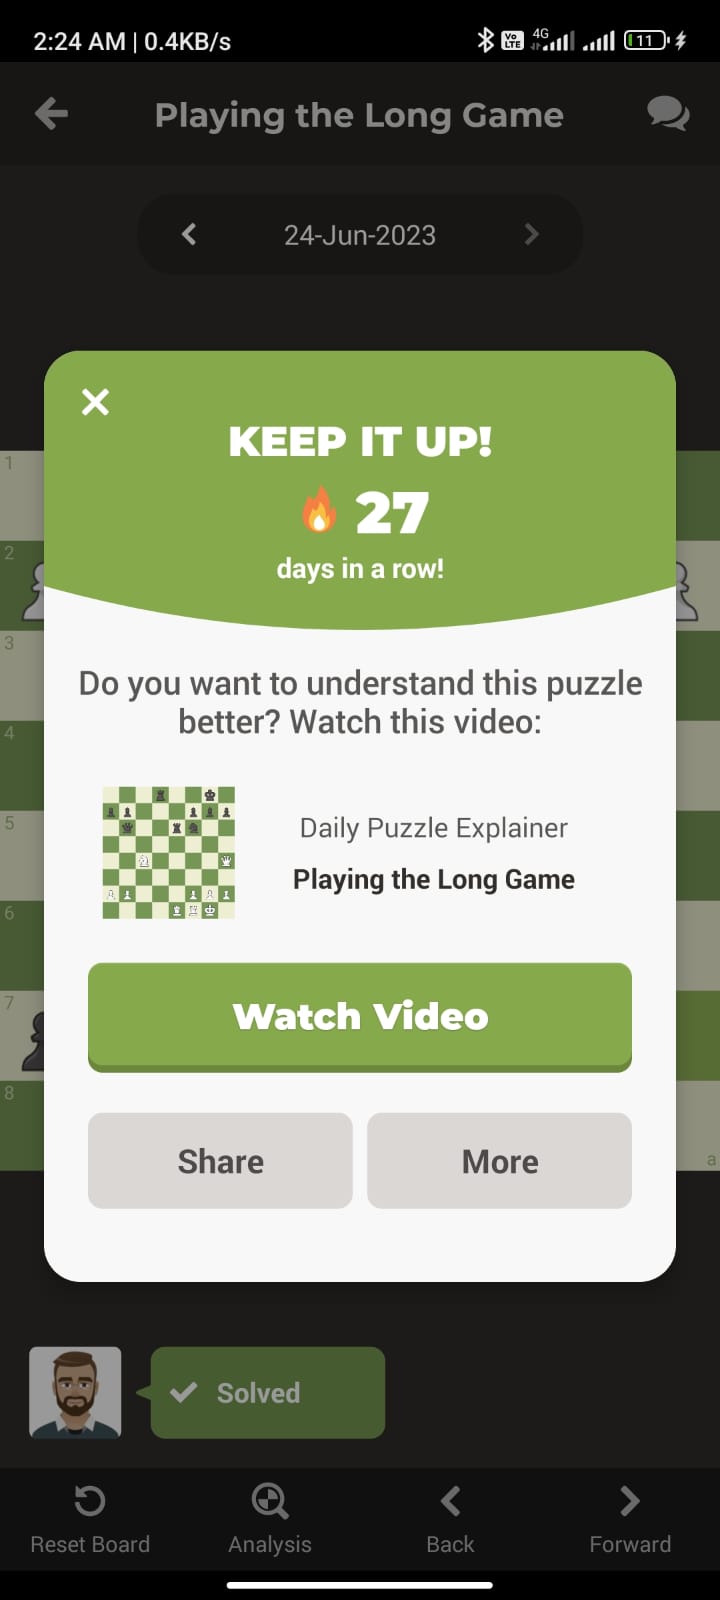 2:24 AM | 0.4KB/s Vo LTE 4G 11
Playing the Long Game
24-Jun-2023
KEEP IT UP!
27
days in a row!
1
2
3
4
5
6
7
8
a
Do you want to understand this puzzle
better? Watch this video:
Daily Puzzle Explainer
Playing the Long Game
Watch Video
Share More
Solved
Reset Board Analysis Back Forward